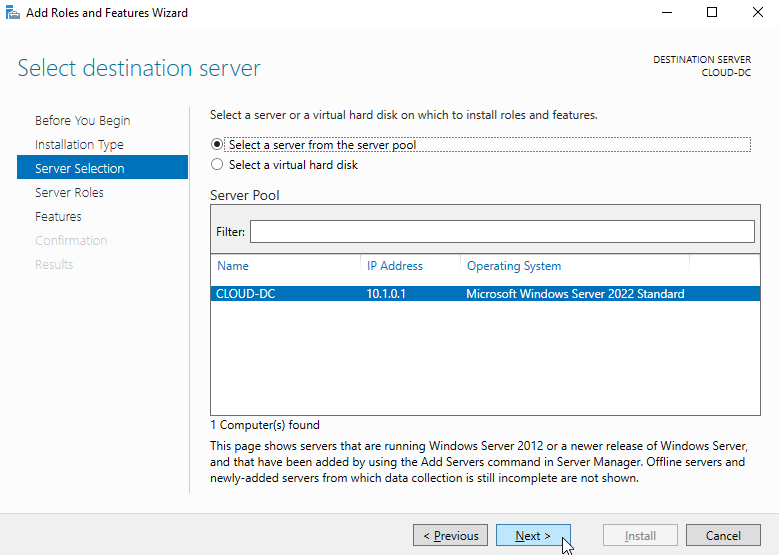 Add Roles and Features Wizard
Select destination server
DESTINATION SERVER
CLOUD-DC
Before You Begin
Installation Type
Server Selection
Server Roles
Features
Confirmation
Results
Select a server or a virtual hard disk on which to install roles and features.
Select a server from the server pool
Select a virtual hard disk
Server Pool
Filter:
Name IP Address Operating System
CLOUD-DC 10.1.0.1 Microsoft Windows Server 2022 Standard
1 Computer(s) found
This page shows servers that are running Windows Server 2012 or a newer release of Windows Server,
and that have been added by using the Add Servers command in Server Manager. Offline servers and
newly-added servers from which data collection is still incomplete are not shown.
< Previous Next > Install Cancel